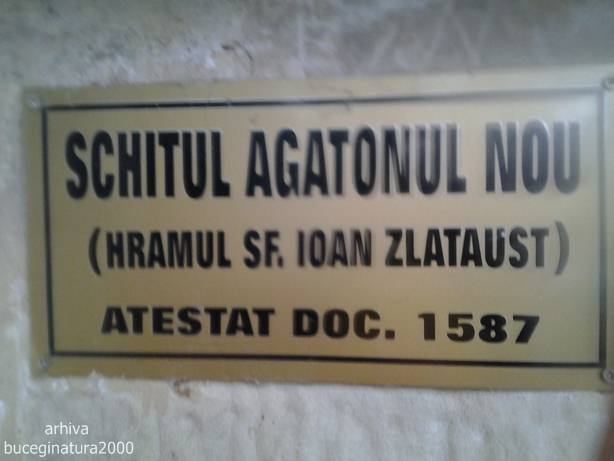 SCHITUL AGATONUL NOU
(HRAMUL SF. IOAN ZLATAUST)
ATESTAT DOC. 1587
arhiva
buceginatura2000